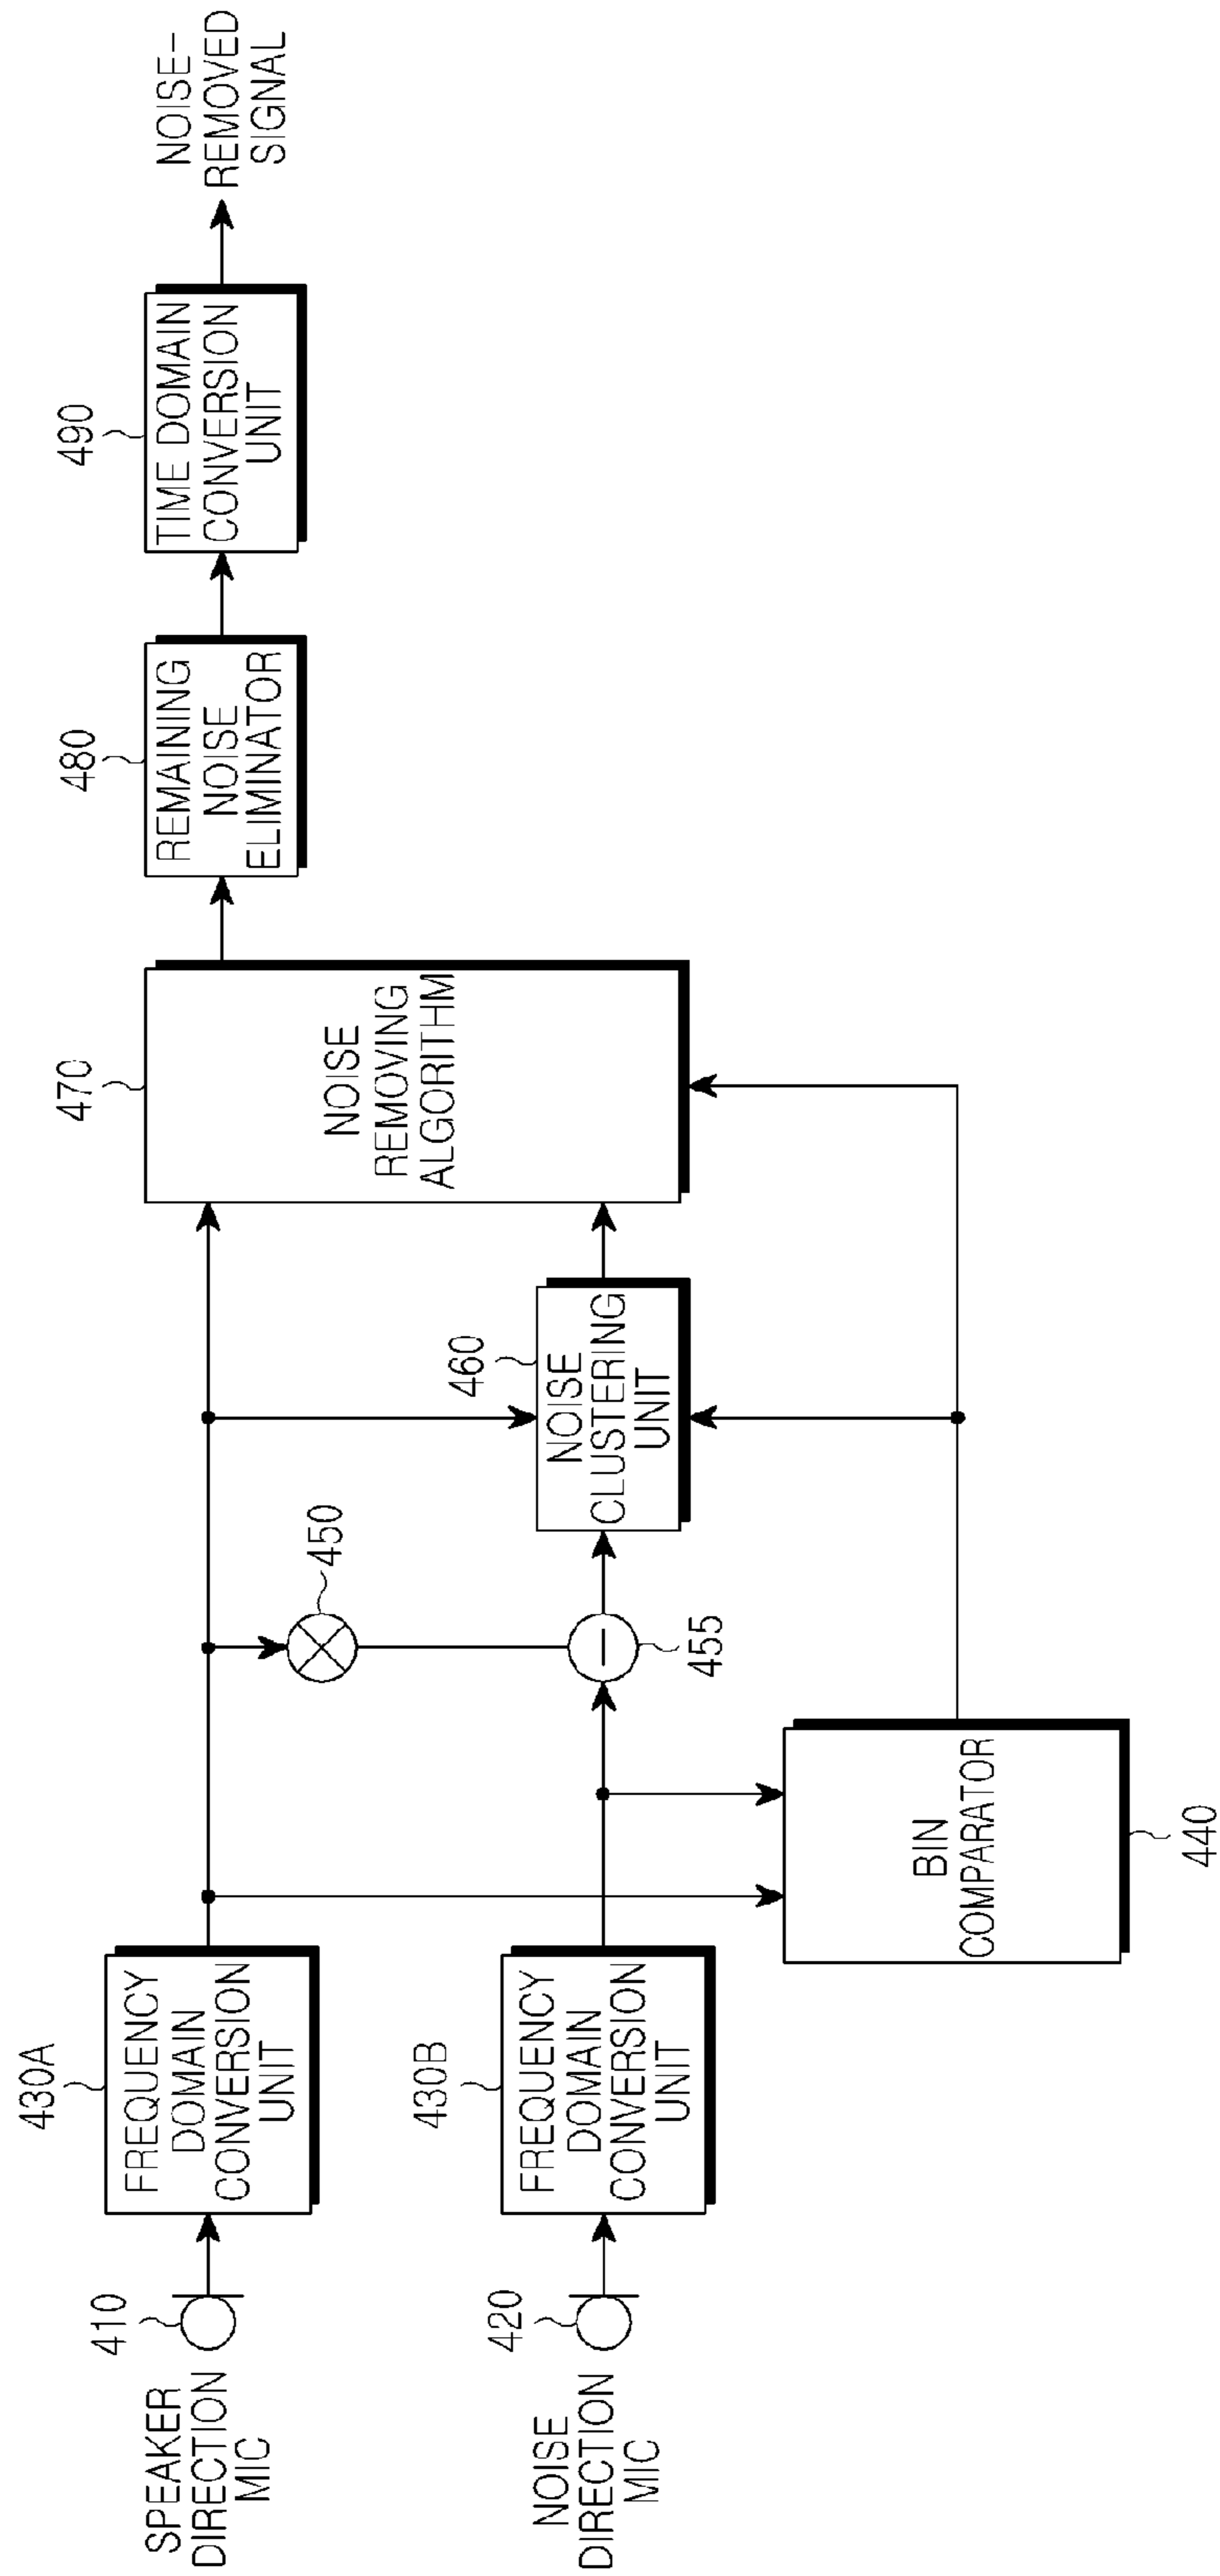 SPEAKER
DIRECTION
MIC
410
430A
FREQUENCY
DOMAIN
CONVERSION
UNIT
NOISE
DIRECTION
MIC
420
430B
FREQUENCY
DOMAIN
CONVERSION
UNIT
BIN
COMPARATOR
440
450
455
460
NOISE
CLUSTERING
UNIT
470
NOISE
REMOVING
ALGORITHM
480
REMAINING
NOISE
ELIMINATOR
490
TIME DOMAIN
CONVERSION
UNIT
NOISE-
REMOVED
SIGNAL